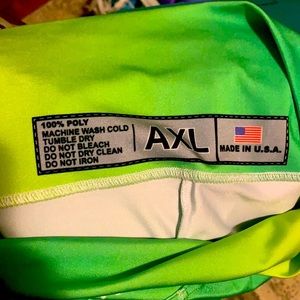 100% POLY
MACHINE WASH COLD
TUMBLE DRY
DO NOT BLEACH
DO NOT DRY CLEAN
DO NOT IRON
AXL
MADE IN U.S.A.